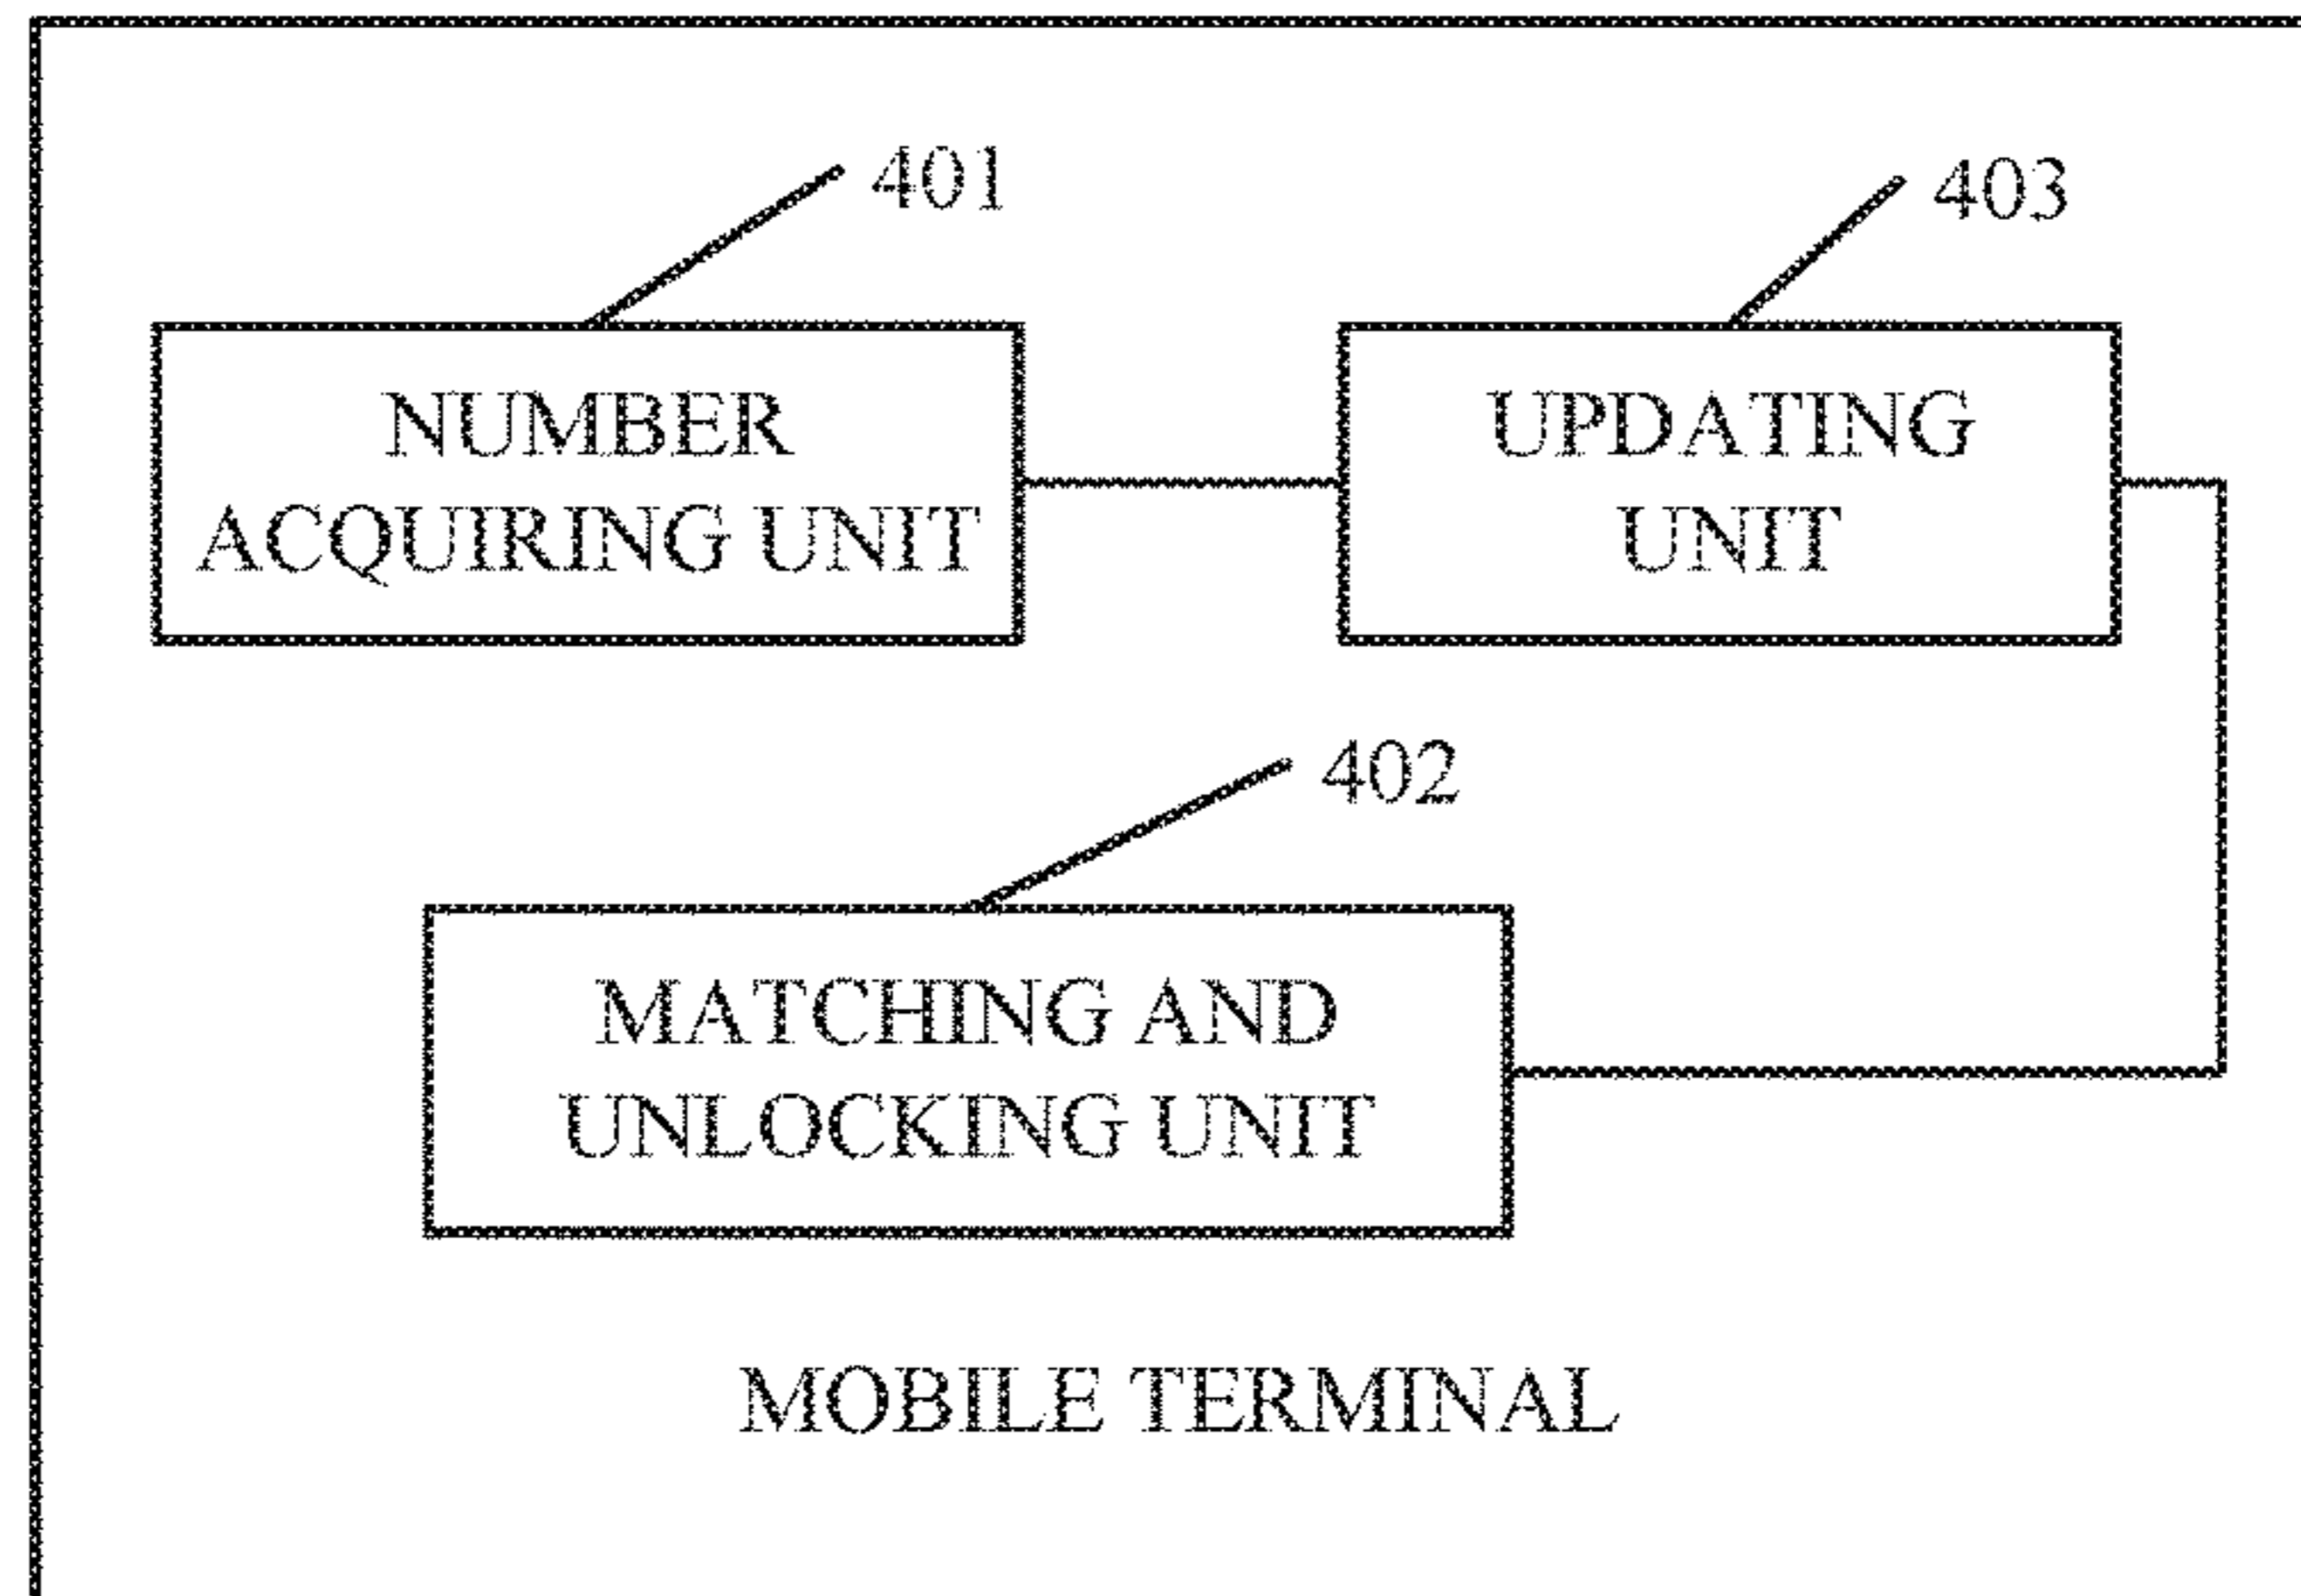 401
403
NUMBER
ACQUIRING UNIT
UPDATING
UNIT
402
MATCHING AND
UNLOCKING UNIT
MOBILE TERMINAL